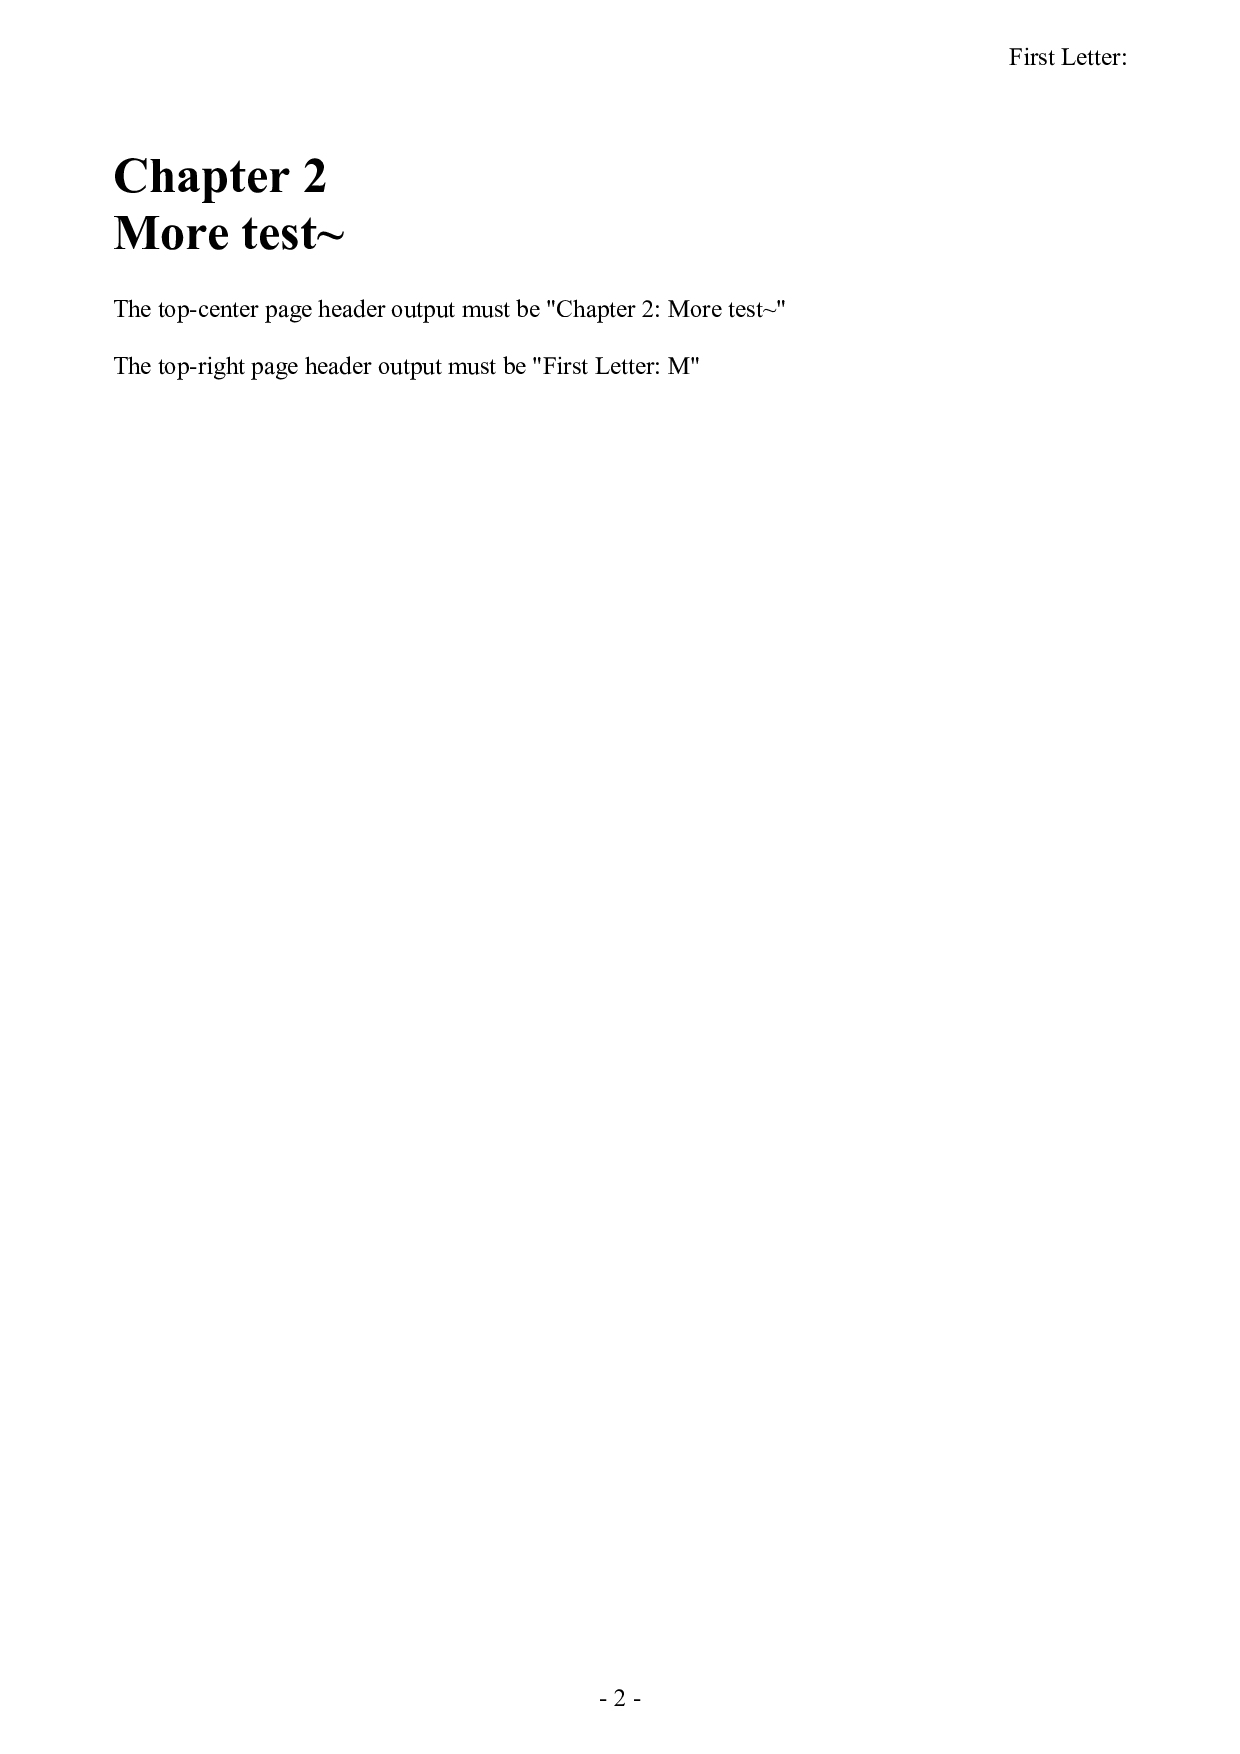 First Letter:
Chapter 2
More test~
The top-center page header output must be "Chapter 2: More test~"
The top-right page header output must be "First Letter: M"
- 2 -